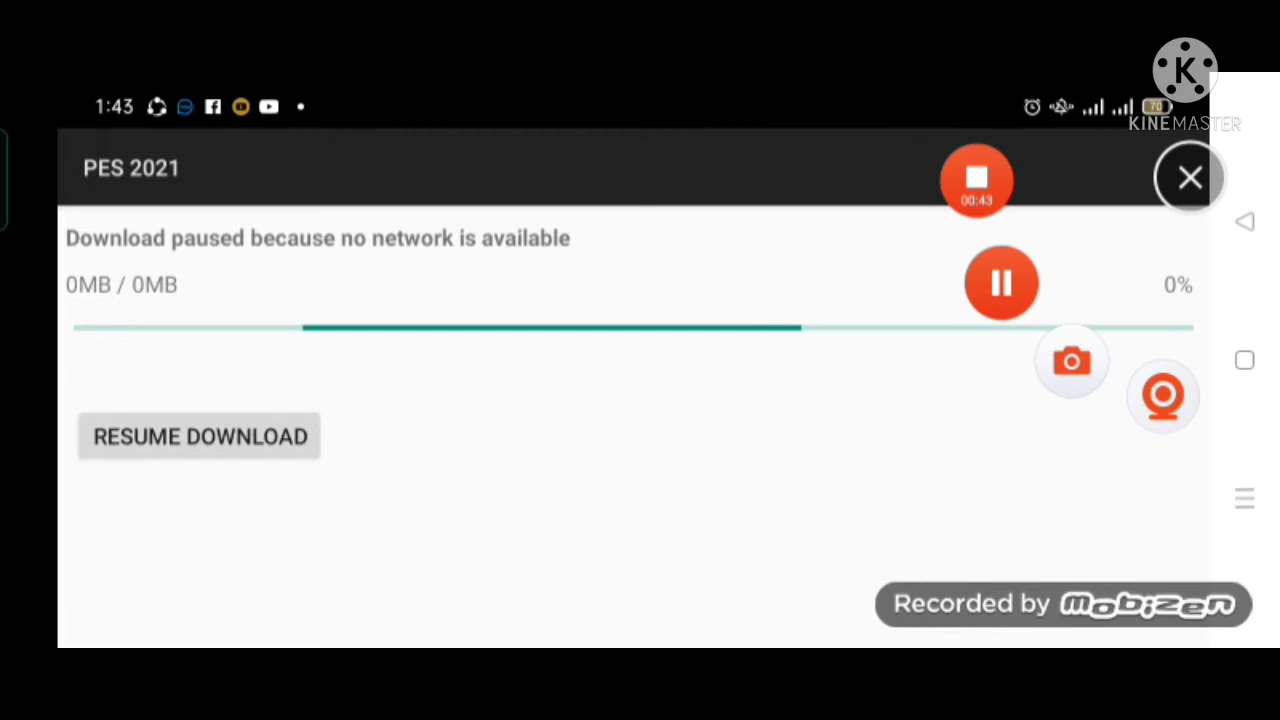 K
KINEMASTER
1:43
70
PES 2021
00:43
Download paused because no network is available
0MB / 0MB
0%
RESUME DOWNLOAD
Recorded by mobizen